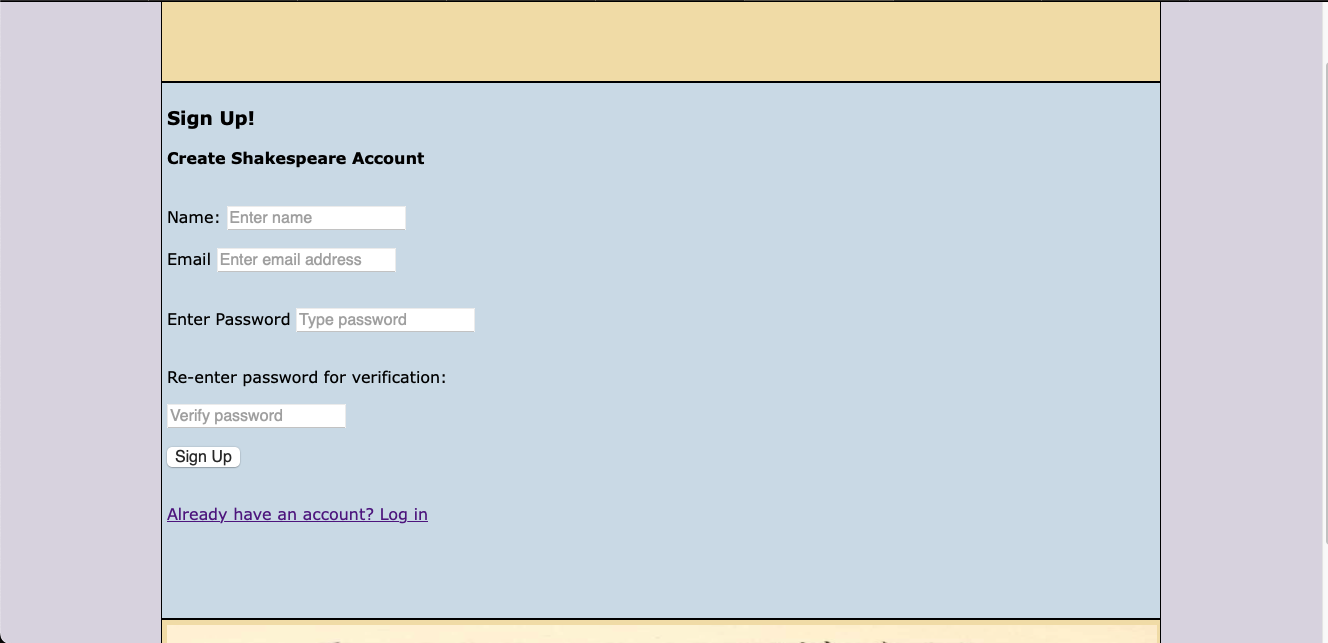 Sign Up!
Create Shakespeare Account
Name: Enter name
Email Enter email address
Enter Password Type password
Re-enter password for verification:
Verify password
Sign Up
Already have an account? Log in